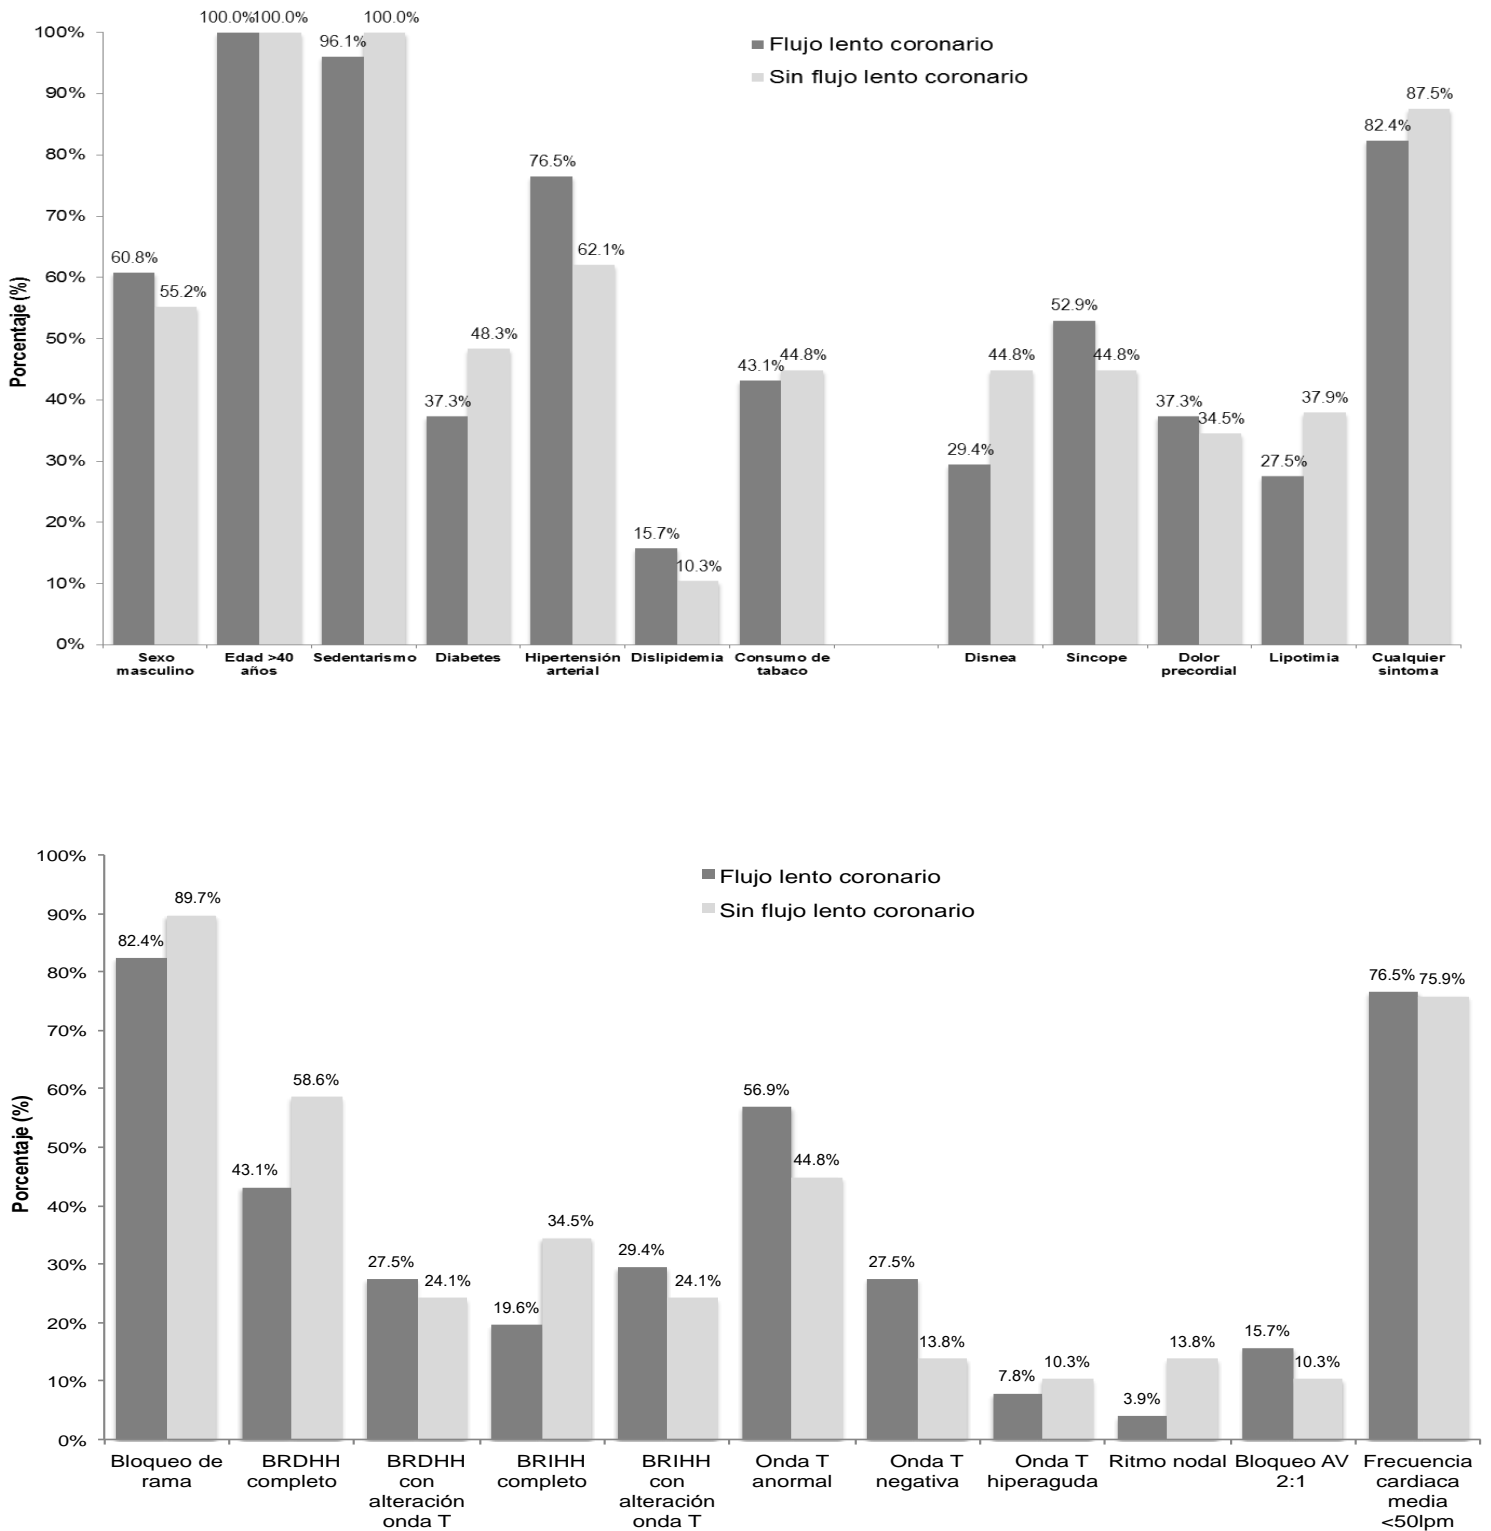 100.0% 100.0% 100.0%
100%
96.1%
Flujo lento coronario
Sin flujo lento coronario
90%
87.5%
82.4%
80%
76.5%
70%
62.1%
60.8%
60%
55.2%
52.9%
50%
48.3%
44.8% 44.8% 44.8%
43.1%
40%
37.3% 37.3% 37.9%
34.5%
30%
29.4%
27.5%
20%
15.7%
10.3%
10%
0%
Porcentaje (%)
Sexo
masculino
Edad >40
años
Sedentarismo
Diabetes
Hipertensión
arterial
Dislipidemia
Consumo de
tabaco
Disnea
Síncope
Dolor
precordial
Lipotimia
Cualquier
sintoma
100%
Flujo lento coronario
Sin flujo lento coronario
90%
89.7%
82.4%
80%
76.5% 75.9%
70%
60%
58.6%
56.9%
50%
44.8%
43.1%
40%
34.5%
30%
29.4%
27.5% 27.5%
24.1% 24.1%
20%
19.6%
15.7%
13.8% 13.8%
10.3% 10.3%
10%
7.8%
3.9%
0%
Porcentaje (%)
Bloqueo de
rama
BRDHH
completo
BRDHH
con
alteración
onda T
BRIHH
completo
BRIHH
con
alteración
onda T
Onda T
anormal
Onda T
negativa
Onda T
hiperaguda
Ritmo nodal
Bloqueo AV
2:1
Frecuencia
cardiaca
media
<50lpm